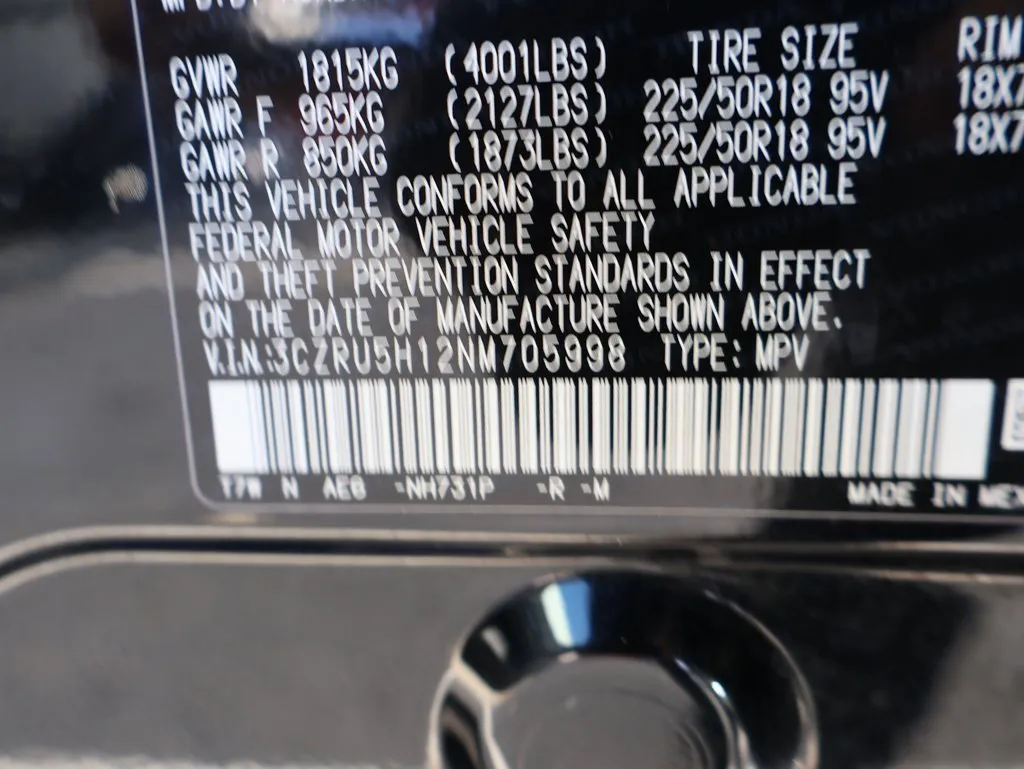 GVWR 1815KG (4001LBS) TIRE SIZE RIM
GAWR F 965KG (2127LBS) 225/50R18 95V 18X7
GAWR R 850KG (1873LBS) 225/50R18 95V 18X7
THIS VEHICLE CONFORMS TO ALL APPLICABLE
FEDERAL MOTOR VEHICLE SAFETY
AND THEFT PREVENTION STANDARDS IN EFFECT
ON THE DATE OF MANUFACTURE SHOWN ABOVE.
V.I.N:3CZRU5H12NM705998 TYPE: MPV
T7W N AE8 =NH731P =R =M MADE IN MEX